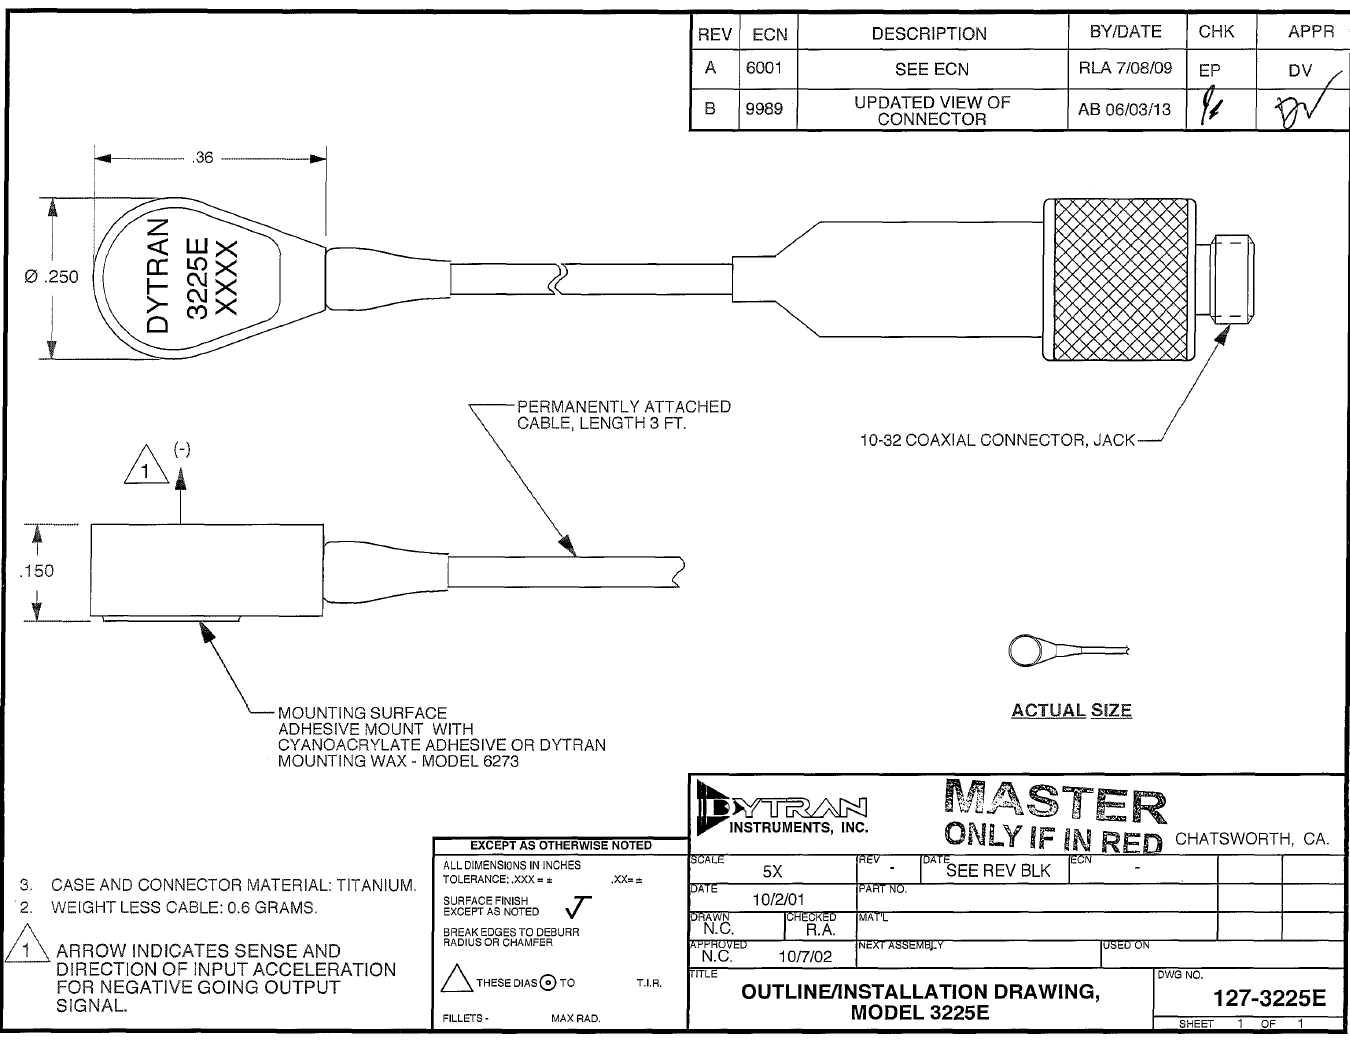 REV ECN DESCRIPTION BY/DATE CHK APPR
A 6001 SEE ECN RLA 7/08/09 EP DV
B 9989 UPDATED VIEW OF CONNECTOR AB 06/03/13 DV
.36
Ø .250
DYTRAN
3225E
XXXX
PERMANENTLY ATTACHED
CABLE, LENGTH 3 FT.
10-32 COAXIAL CONNECTOR, JACK
1
(-)
.150
MOUNTING SURFACE
ADHESIVE MOUNT WITH
CYANOACRYLATE ADHESIVE OR DYTRAN
MOUNTING WAX - MODEL 6273
ACTUAL SIZE
3. CASE AND CONNECTOR MATERIAL: TITANIUM.
2. WEIGHT LESS CABLE: 0.6 GRAMS.
1 ARROW INDICATES SENSE AND
DIRECTION OF INPUT ACCELERATION
FOR NEGATIVE GOING OUTPUT
SIGNAL.
EXCEPT AS OTHERWISE NOTED
ALL DIMENSIONS IN INCHES
TOLERANCE: .XXX = ± .XX= ±
SURFACE FINISH
EXCEPT AS NOTED
BREAK EDGES TO DEBURR
RADIUS OR CHAMFER
THESE DIAS TO T.I.R.
FILLETS - MAX RAD.
DYTRAN
INSTRUMENTS, INC.
MASTER
ONLY IF IN RED
CHATSWORTH, CA.
SCALE 5X REV - DATE SEE REV BLK ECN -
DATE 10/2/01 PART NO.
DRAWN N.C. CHECKED R.A. MAT'L
APPROVED N.C. 10/7/02 NEXT ASSEMBLY USED ON
TITLE
OUTLINE/INSTALLATION DRAWING,
MODEL 3225E
DWG NO.
127-3225E
SHEET 1 OF 1